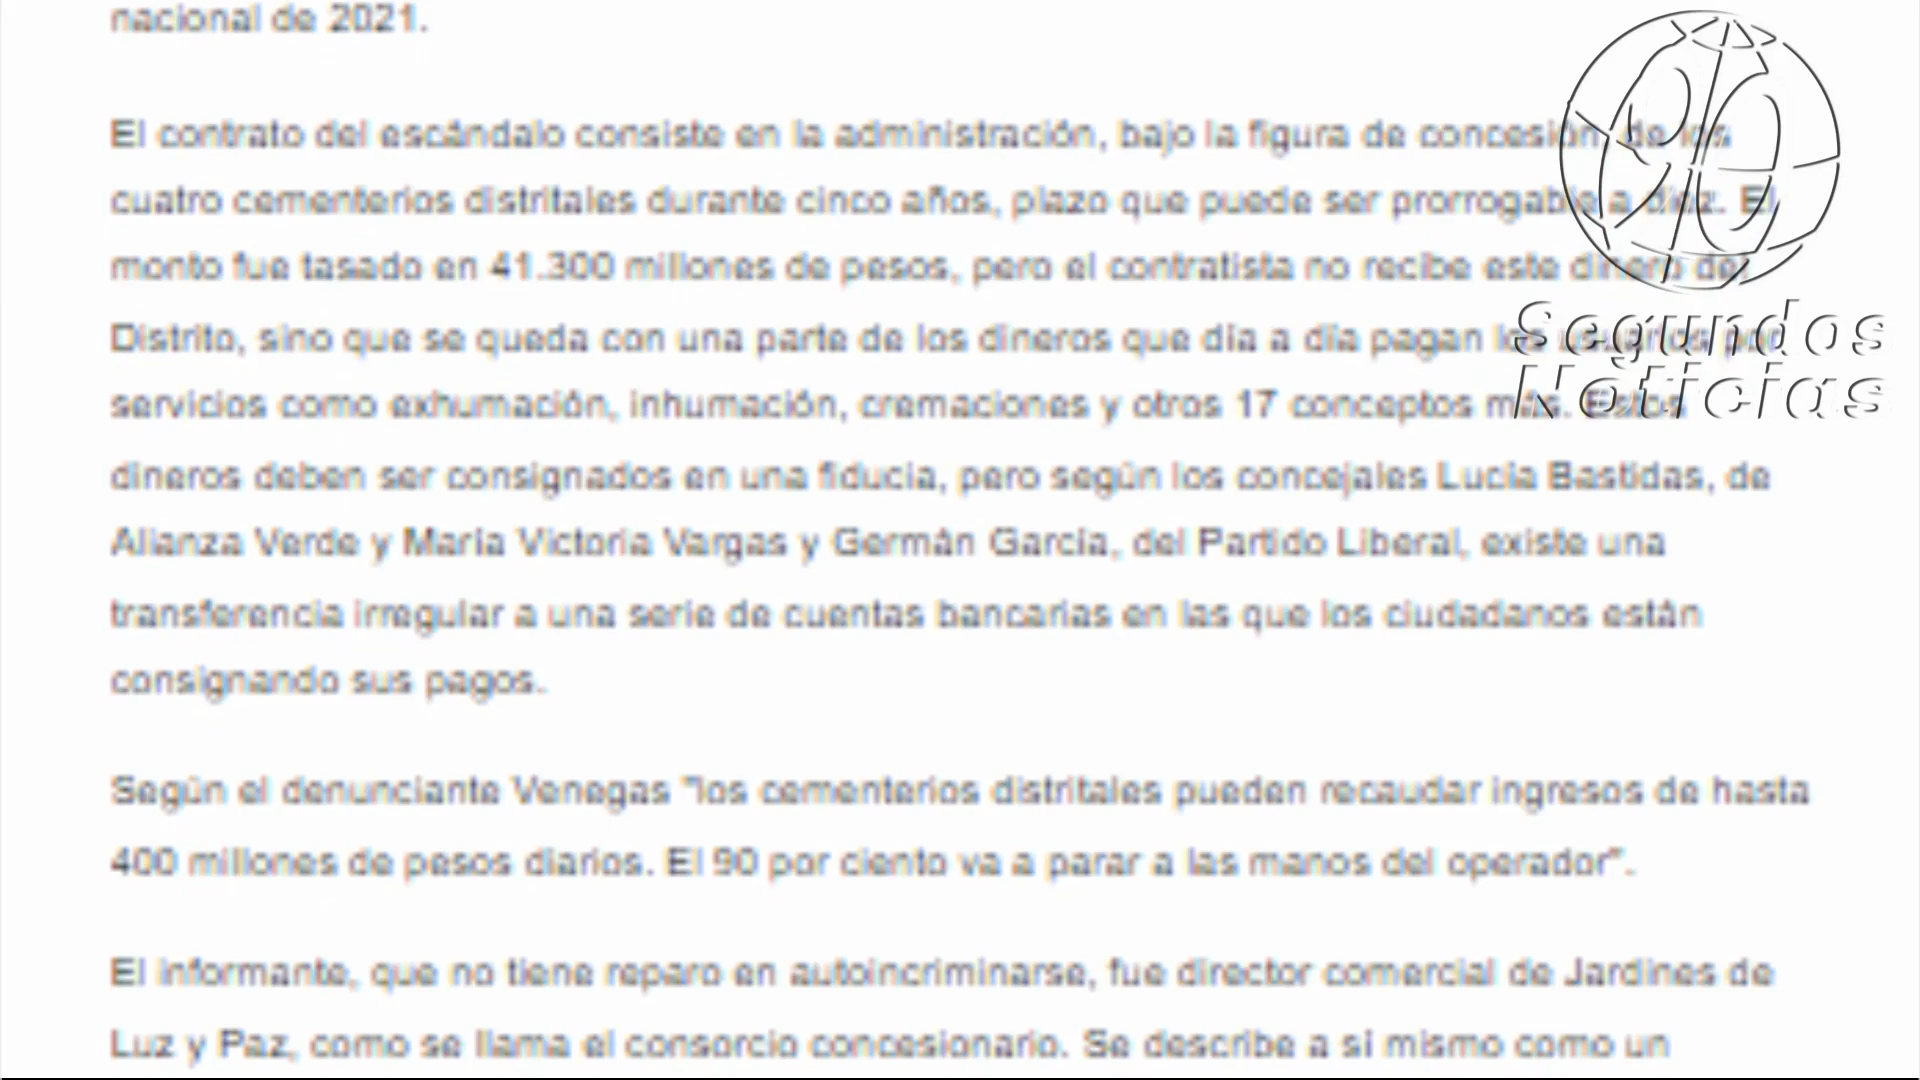 nacional de 2021.
El contrato del escándalo consiste en la administración, bajo la figura de concesión, de los
cuatro cementerios distritales durante cinco años, plazo que puede ser prorrogable a diez. El
monto fue tasado en 41.300 millones de pesos, pero el contratista no recibe este dinero del
Distrito, sino que se queda con una parte de los dineros que día a día pagan los usuarios por
servicios como exhumación, inhumación, cremaciones y otros 17 conceptos más. Estos
dineros deben ser consignados en una fiducia, pero según los concejales Lucía Bastidas, de
Alianza Verde y María Victoria Vargas y Germán García, del Partido Liberal, existe una
transferencia irregular a una serie de cuentas bancarias en las que los ciudadanos están
consignando sus pagos.
Según el denunciante Venegas "los cementerios distritales pueden recaudar ingresos de hasta
400 millones de pesos diarios. El 90 por ciento va a parar a las manos del operador".
El informante, que no tiene reparo en autoincriminarse, fue director comercial de Jardines de
Luz y Paz, como se llama el consorcio concesionario. Se describe a sí mismo como un
90
Segundos
Noticias